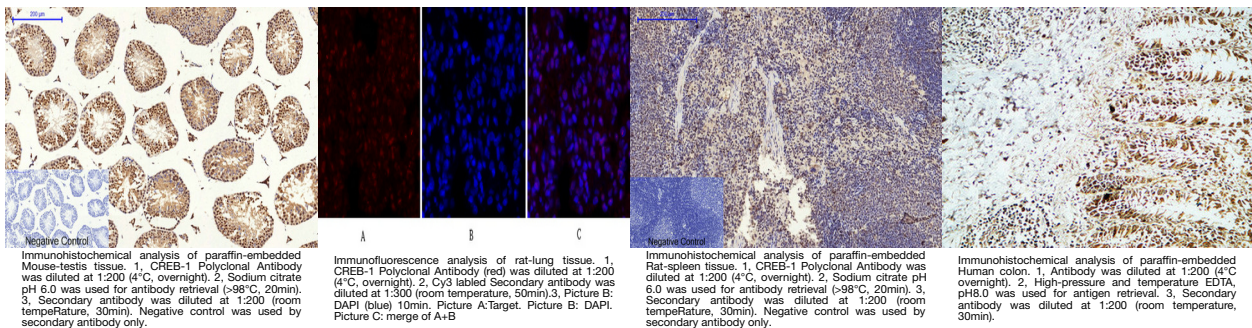 200 μm
Negative Control
Immunohistochemical analysis of paraffin-embedded
Mouse-testis tissue. 1, CREB-1 Polyclonal Antibody
was diluted at 1:200 (4°C, overnight). 2, Sodium citrate
pH 6.0 was used for antibody retrieval (>98°C, 20min).
3, Secondary antibody was diluted at 1:200 (room
tempeRature, 30min). Negative control was used by
secondary antibody only.
A
B
C
Immunofluorescence analysis of rat-lung tissue. 1,
CREB-1 Polyclonal Antibody (red) was diluted at 1:200
(4°C, overnight). 2, Cy3 labled Secondary antibody was
diluted at 1:300 (room temperature, 50min).3, Picture B:
DAPI (blue) 10min. Picture A:Target. Picture B: DAPI.
Picture C: merge of A+B
Negative Control
Immunohistochemical analysis of paraffin-embedded
Rat-spleen tissue. 1, CREB-1 Polyclonal Antibody was
diluted at 1:200 (4°C, overnight). 2, Sodium citrate pH
6.0 was used for antibody retrieval (>98°C, 20min).
3, Secondary antibody was diluted at 1:200 (room
tempeRature, 30min). Negative control was used by
secondary antibody only.
Immunohistochemical analysis of paraffin-embedded
Human colon. 1, Antibody was diluted at 1:200 (4°C
overnight). 2, High-pressure and temperature EDTA,
pH8.0 was used for antigen retrieval. 3, Secondary
antibody was diluted at 1:200 (room temperature,
30min).